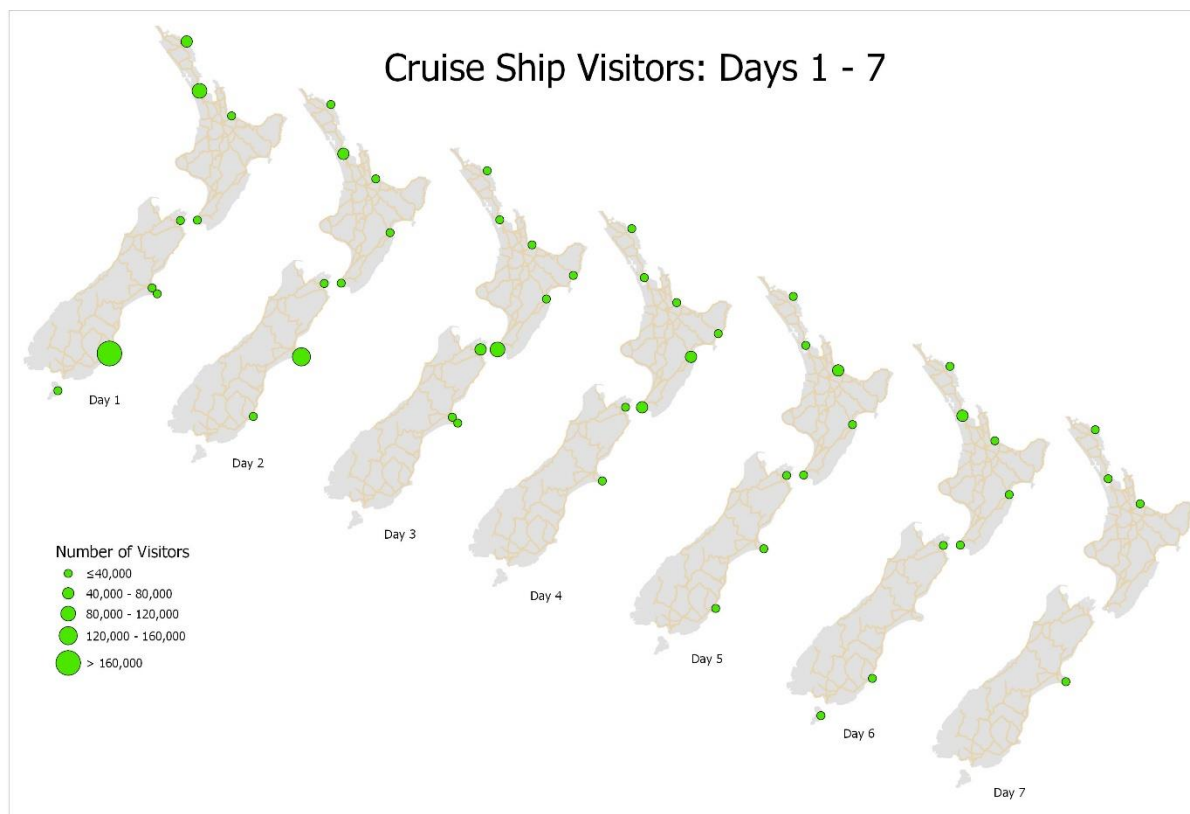 Cruise Ship Visitors: Days 1 - 7
Day 1
Day 2
Day 3
Day 4
Day 5
Day 6
Day 7
Number of Visitors
≤40,000
40,000 - 80,000
80,000 - 120,000
120,000 - 160,000
> 160,000